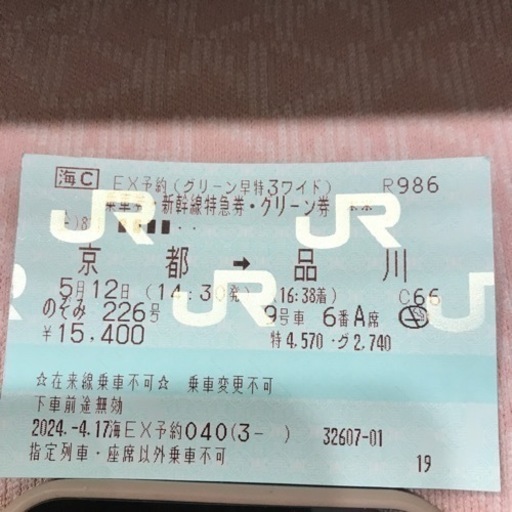 海C EX予約(グリーン早特3ワイド) R986
乗車券・新幹線特急券・グリーン券
京都 → 品川
5月12日 (14:30発) (16:38着) C66
のぞみ 226号 9号車 6番A席
¥15,400 特4,570・グ2,740
☆在来線乗車不可☆ 乗車変更不可
下車前途無効
2024.-4.17海EX予約040(3- ) 32607-01
指定列車・座席以外乗車不可 19
JR
JR
JR
JR